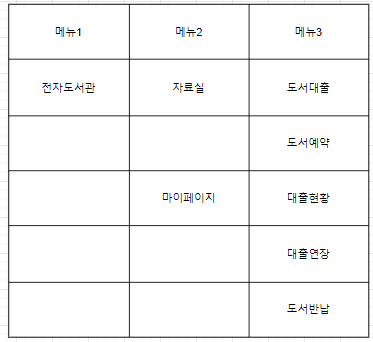 메뉴1 메뉴2 메뉴3
전자도서관 자료실 도서대출
도서예약
마이페이지 대출현황
대출연장
도서반납